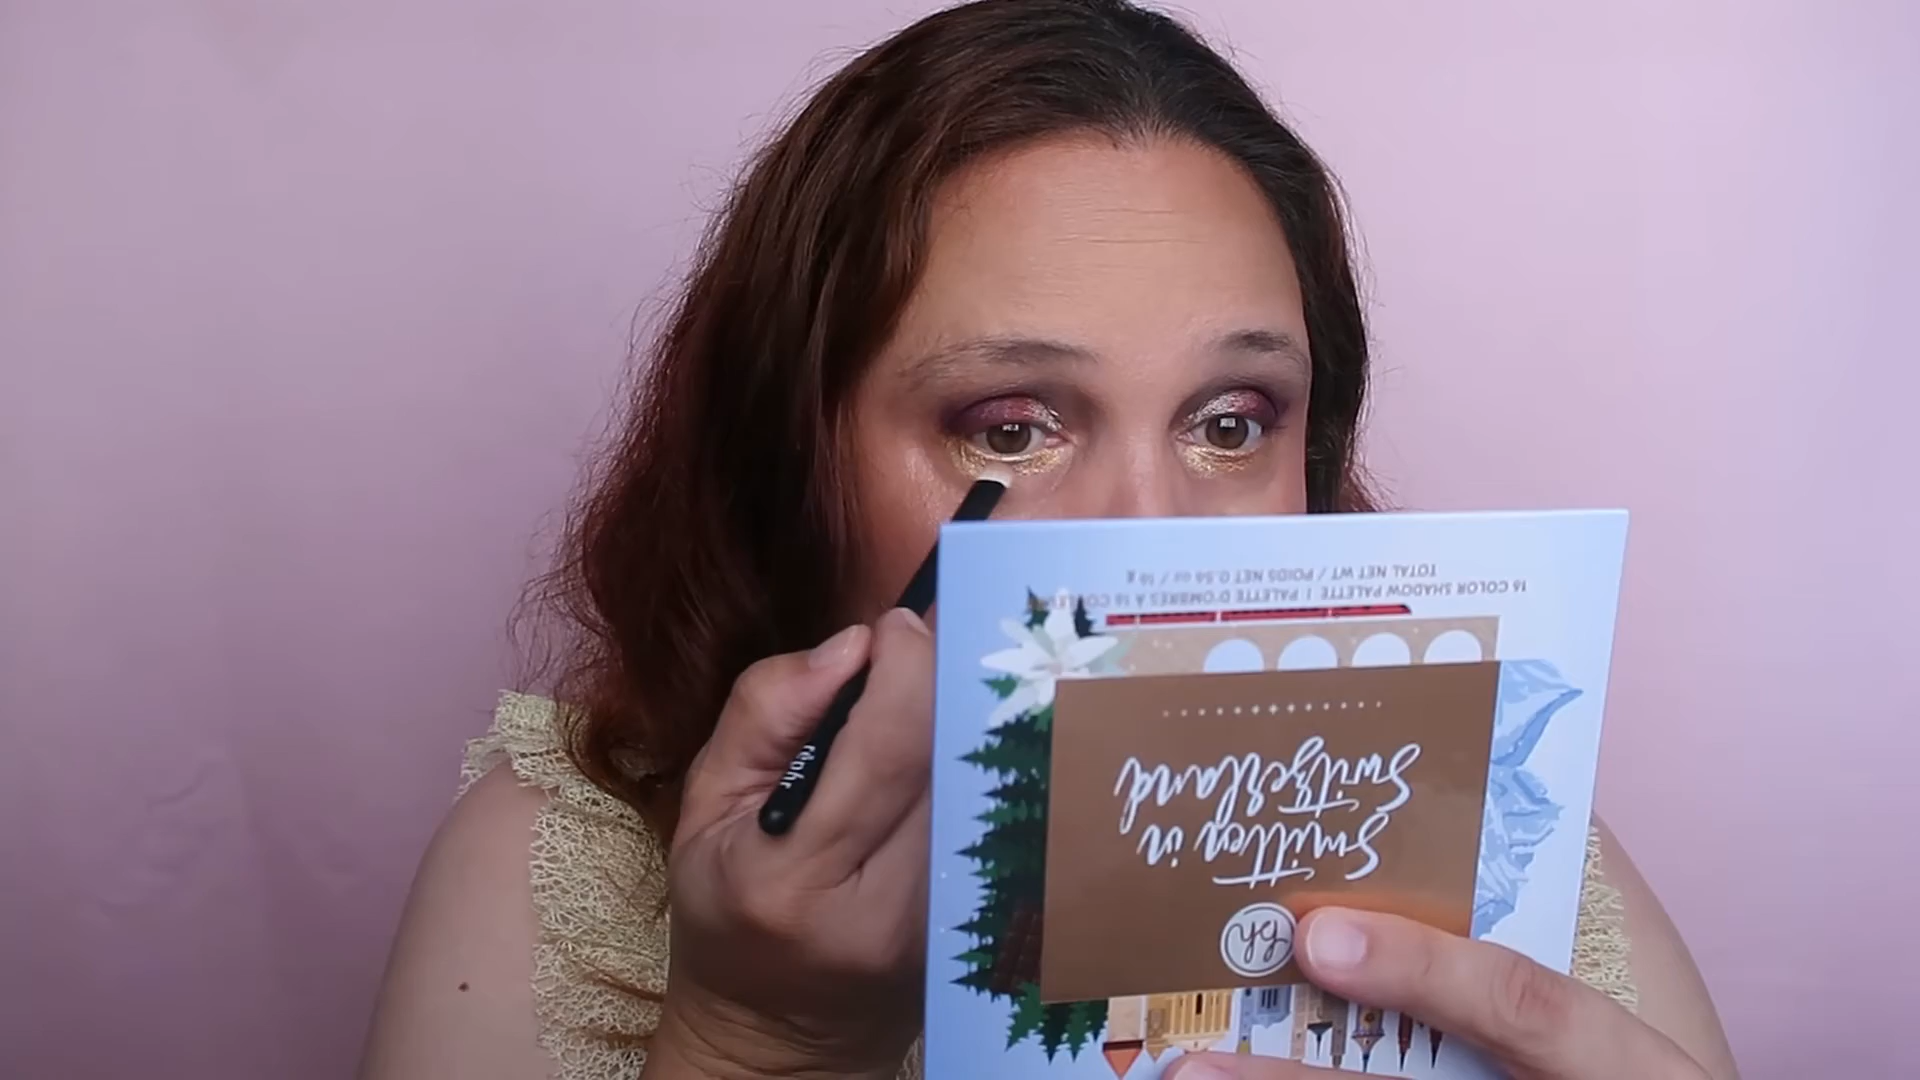 bh
Smitten in
Switzerland
16 COLOR SHADOW PALETTE | PALETTE D'OMBRES À 16
TOTAL NET WT / POIDS NET 0.56 oz / 16 g
rephr